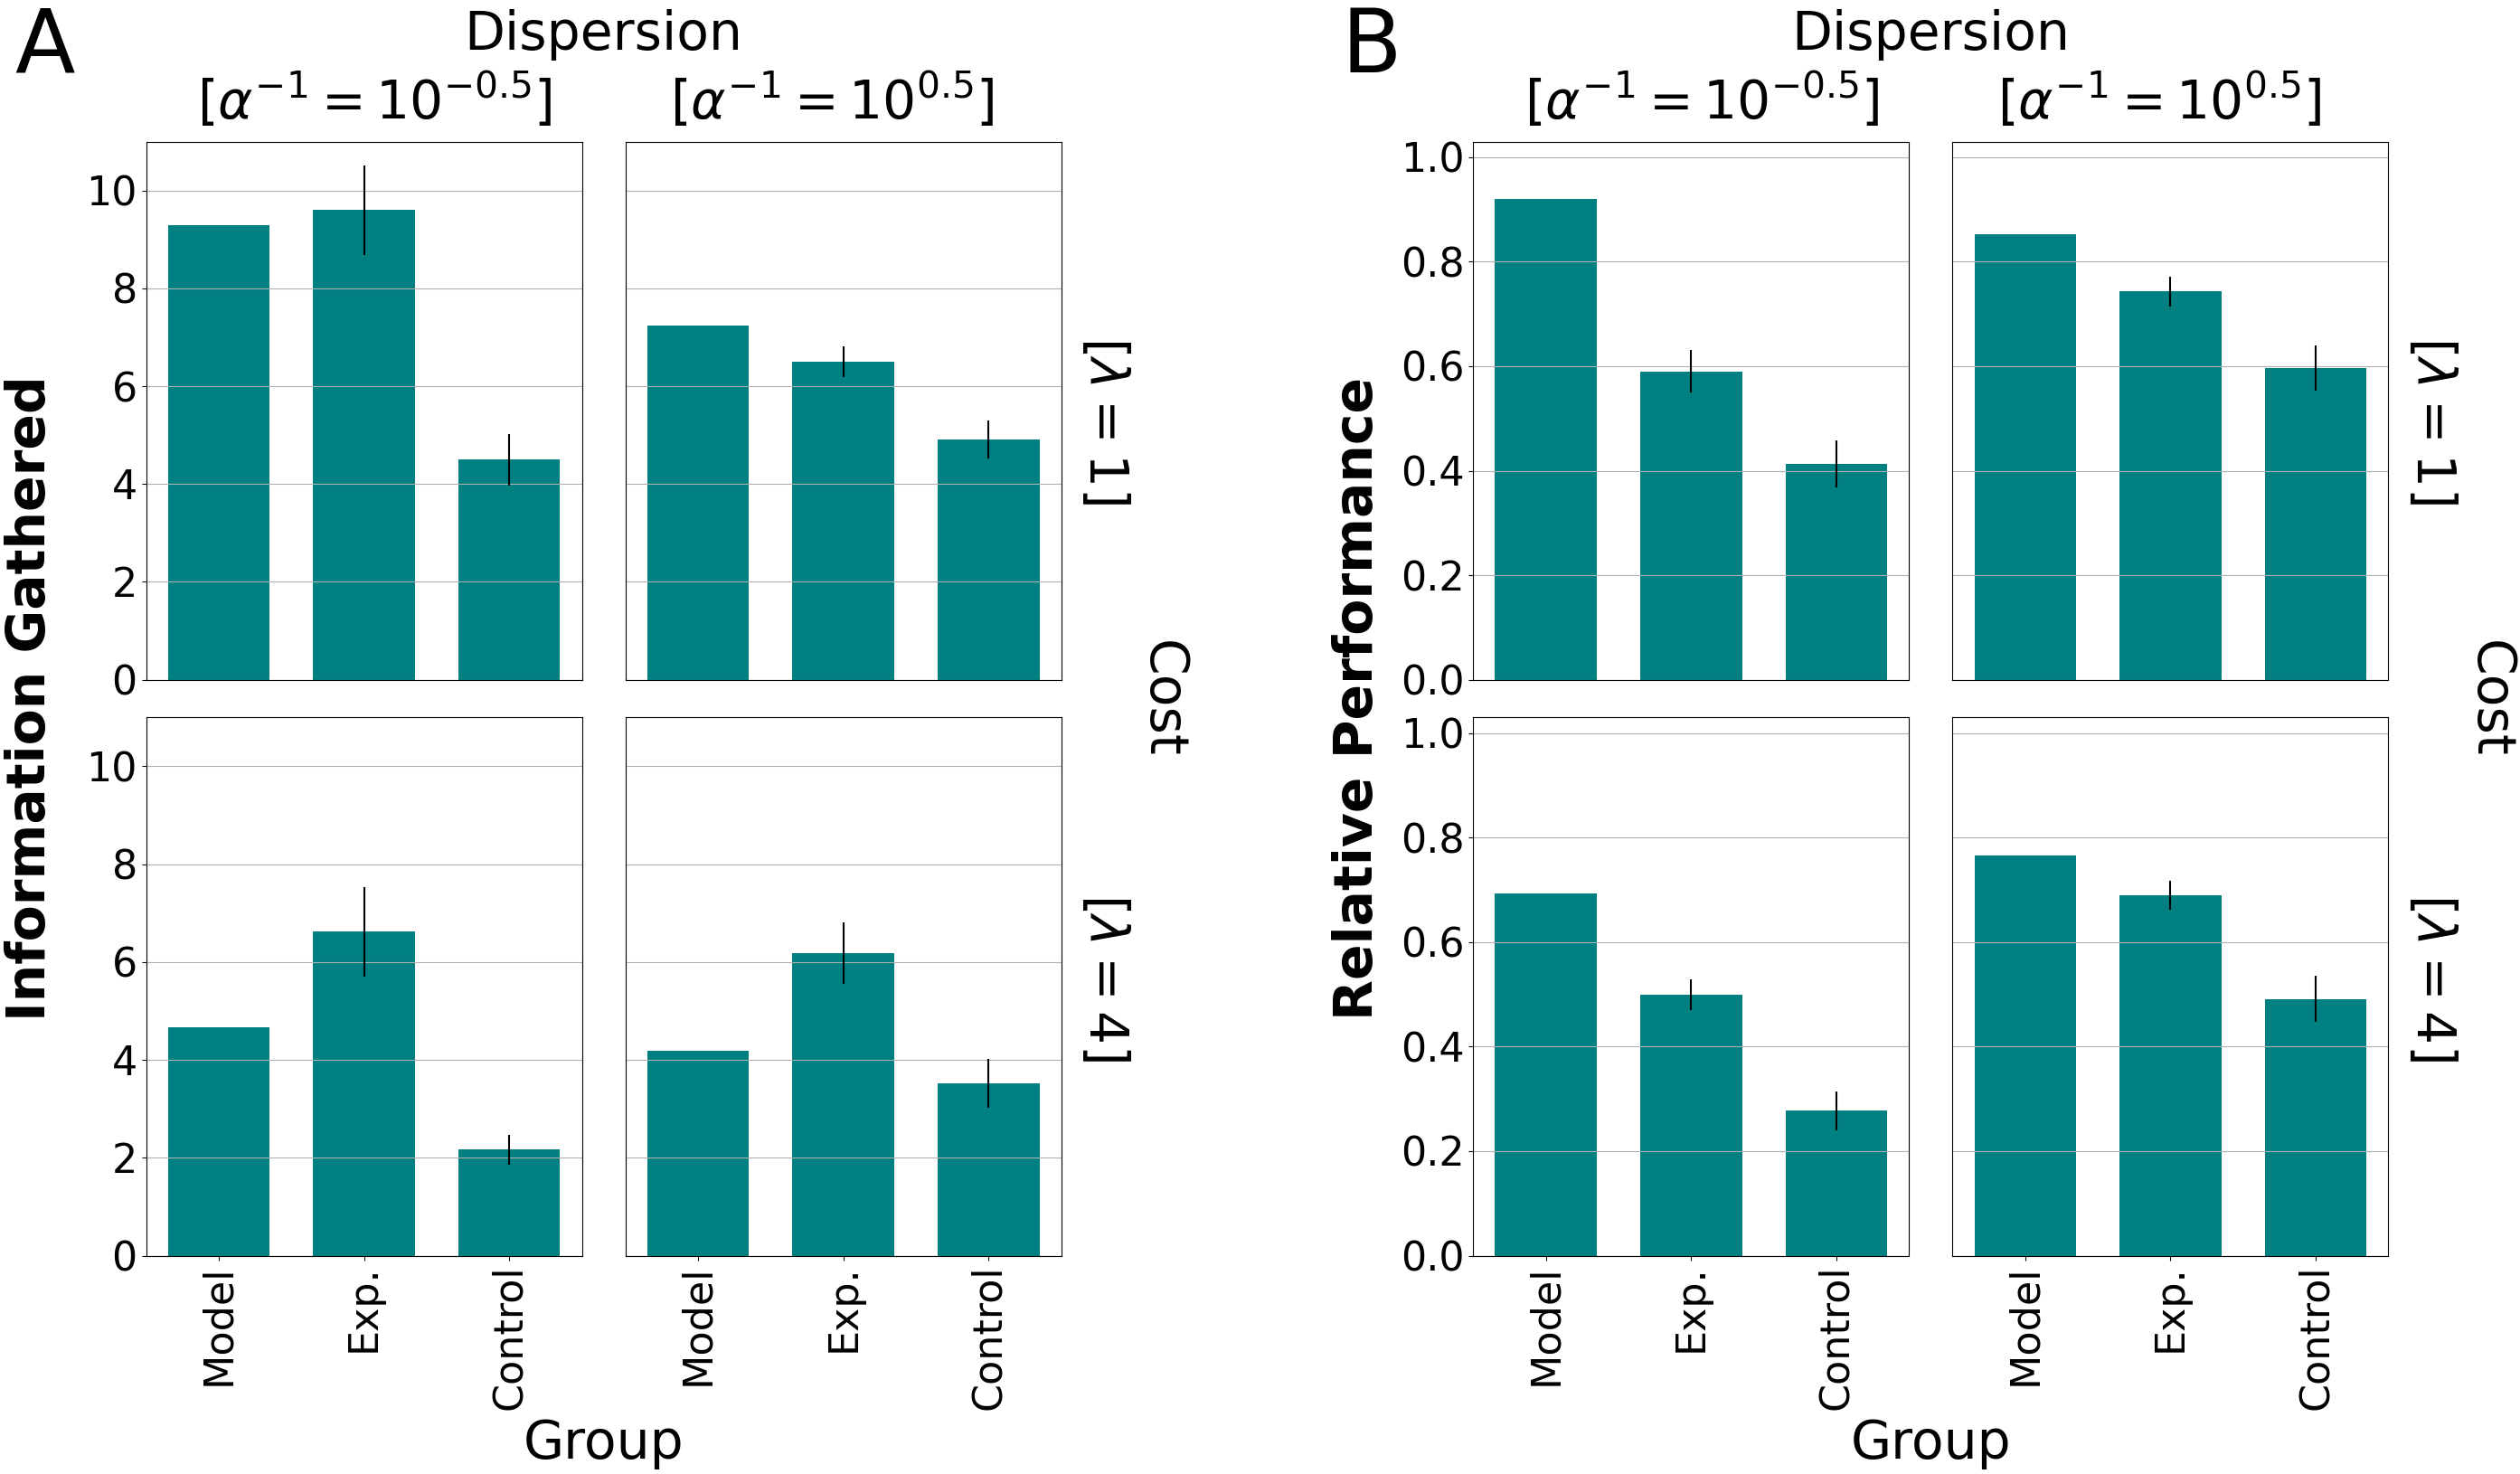 A
Dispersion
[α⁻¹ = 10⁻⁰·⁵]
[α⁻¹ = 10⁰·⁵]
Information Gathered
10
8
6
4
2
0
[λ = 1]
10
8
6
4
2
0
[λ = 4]
Cost
Model
Exp.
Control
Model
Exp.
Control
Group
B
Dispersion
[α⁻¹ = 10⁻⁰·⁵]
[α⁻¹ = 10⁰·⁵]
Relative Performance
1.0
0.8
0.6
0.4
0.2
0.0
[λ = 1]
1.0
0.8
0.6
0.4
0.2
0.0
[λ = 4]
Cost
Model
Exp.
Control
Model
Exp.
Control
Group